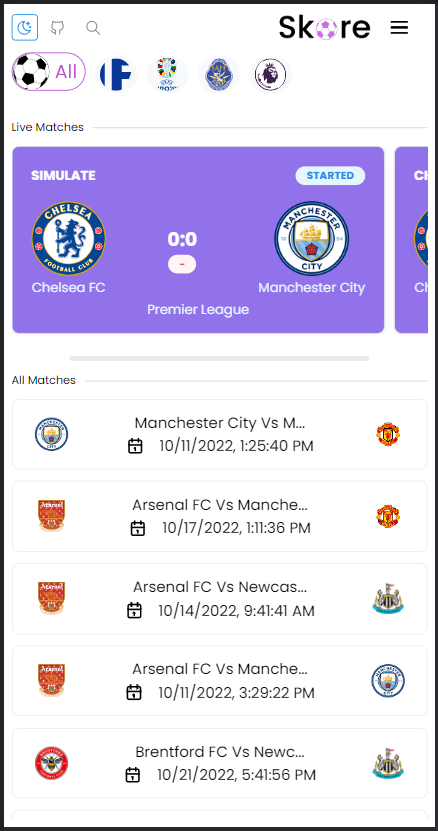 Skore
All
Live Matches
SIMULATE
STARTED
CHELSEA
FOOTBALL CLUB
MANCHESTER
CITY
0:0
-
Chelsea FC
Manchester City
Premier League
All Matches
Manchester City Vs M...
10/11/2022, 1:25:40 PM
Arsenal FC Vs Manche...
10/17/2022, 1:11:36 PM
Arsenal FC Vs Newcas...
10/14/2022, 9:41:41 AM
Arsenal FC Vs Manche...
10/11/2022, 3:29:22 PM
Brentford FC Vs Newc...
10/21/2022, 5:41:56 PM